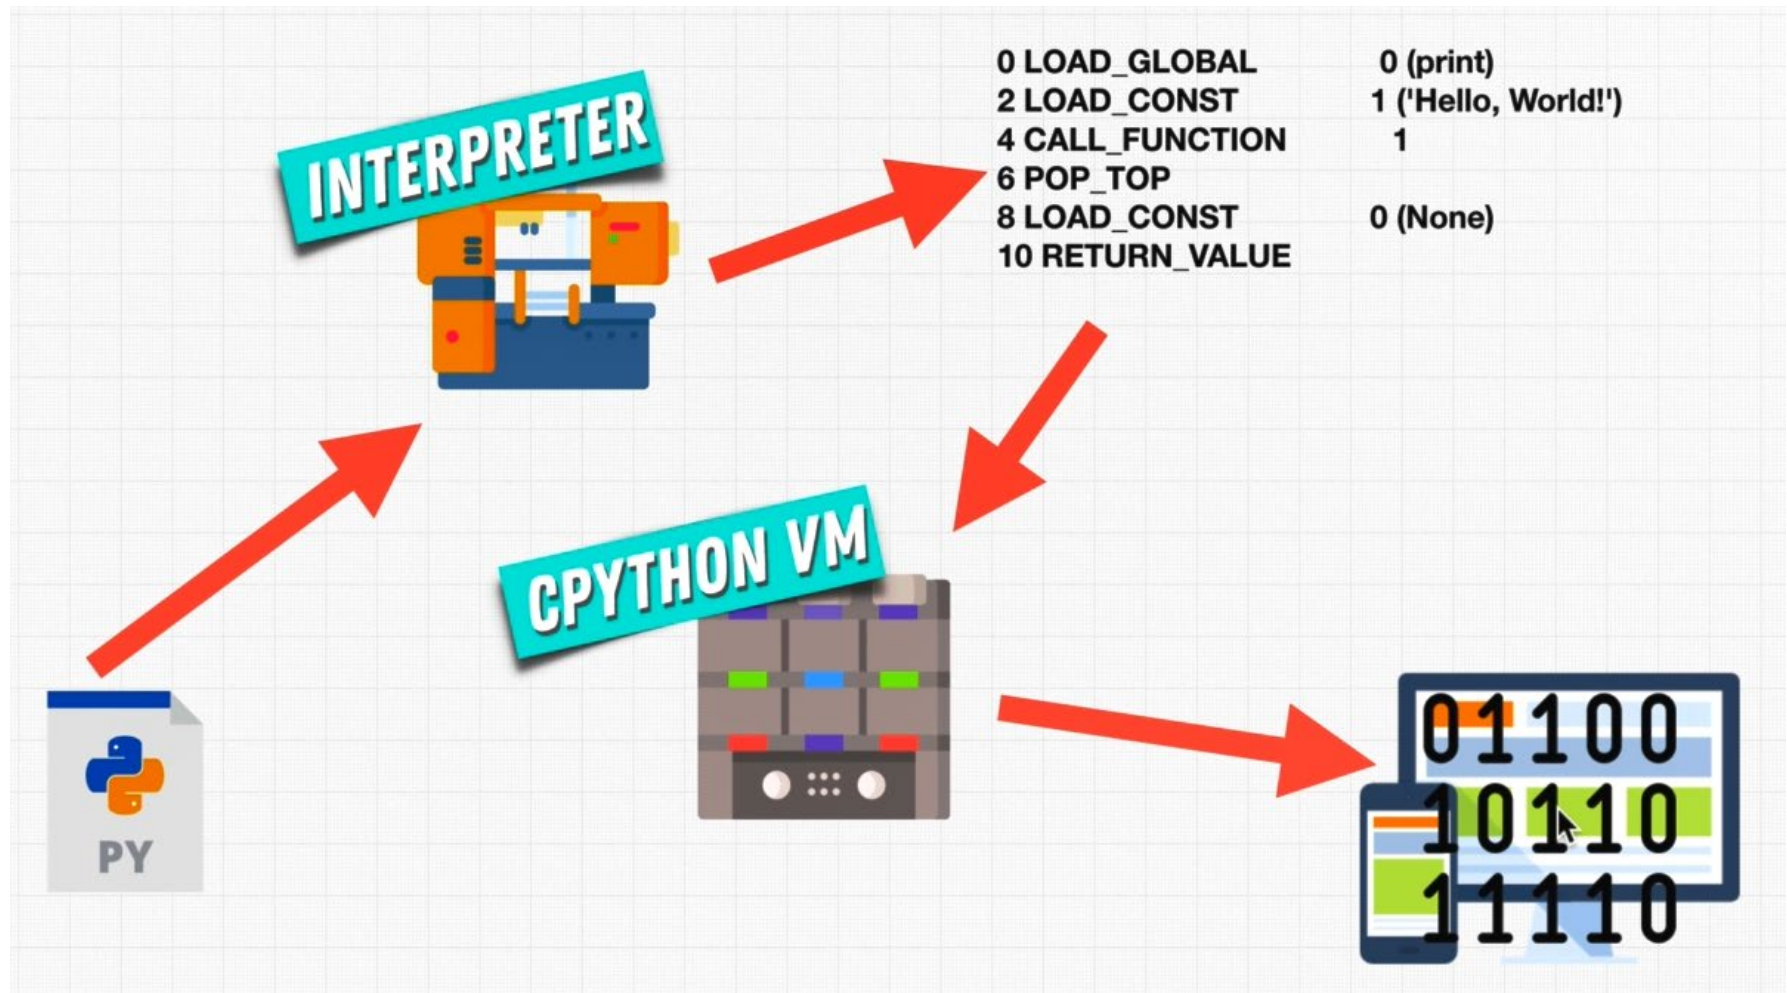 INTERPRETER
0 LOAD_GLOBAL 0 (print)
2 LOAD_CONST 1 ('Hello, World!')
4 CALL_FUNCTION 1
6 POP_TOP
8 LOAD_CONST 0 (None)
10 RETURN_VALUE
CPYTHON VM
PY
01100
10110
11110